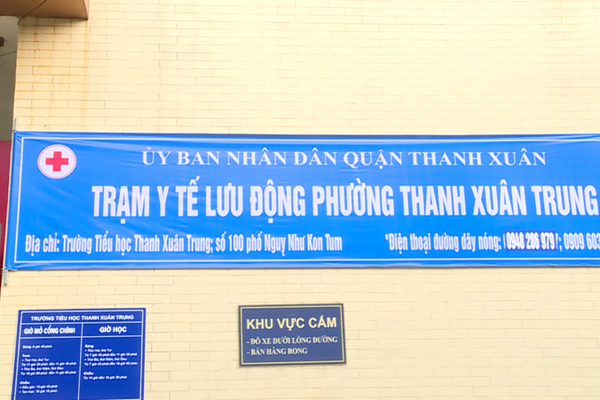 ỦY BAN NHÂN DÂN QUẬN THANH XUÂN
TRẠM Y TẾ LƯU ĐỘNG PHƯỜNG THANH XUÂN TRUNG
Địa chỉ: Trường Tiểu học Thanh Xuân Trung; số 100 phố Ngụy Như Kon Tum
*Điện thoại đường dây nóng: 0948 286 979; 0909 603
TRƯỜNG TIỂU HỌC THANH XUÂN TRUNG
GIỜ MỞ CỔNG CHÍNH
GIỜ HỌC
KHU VỰC CẤM
- ĐỖ XE DƯỚI LÒNG ĐƯỜNG
- BÁN HÀNG RONG